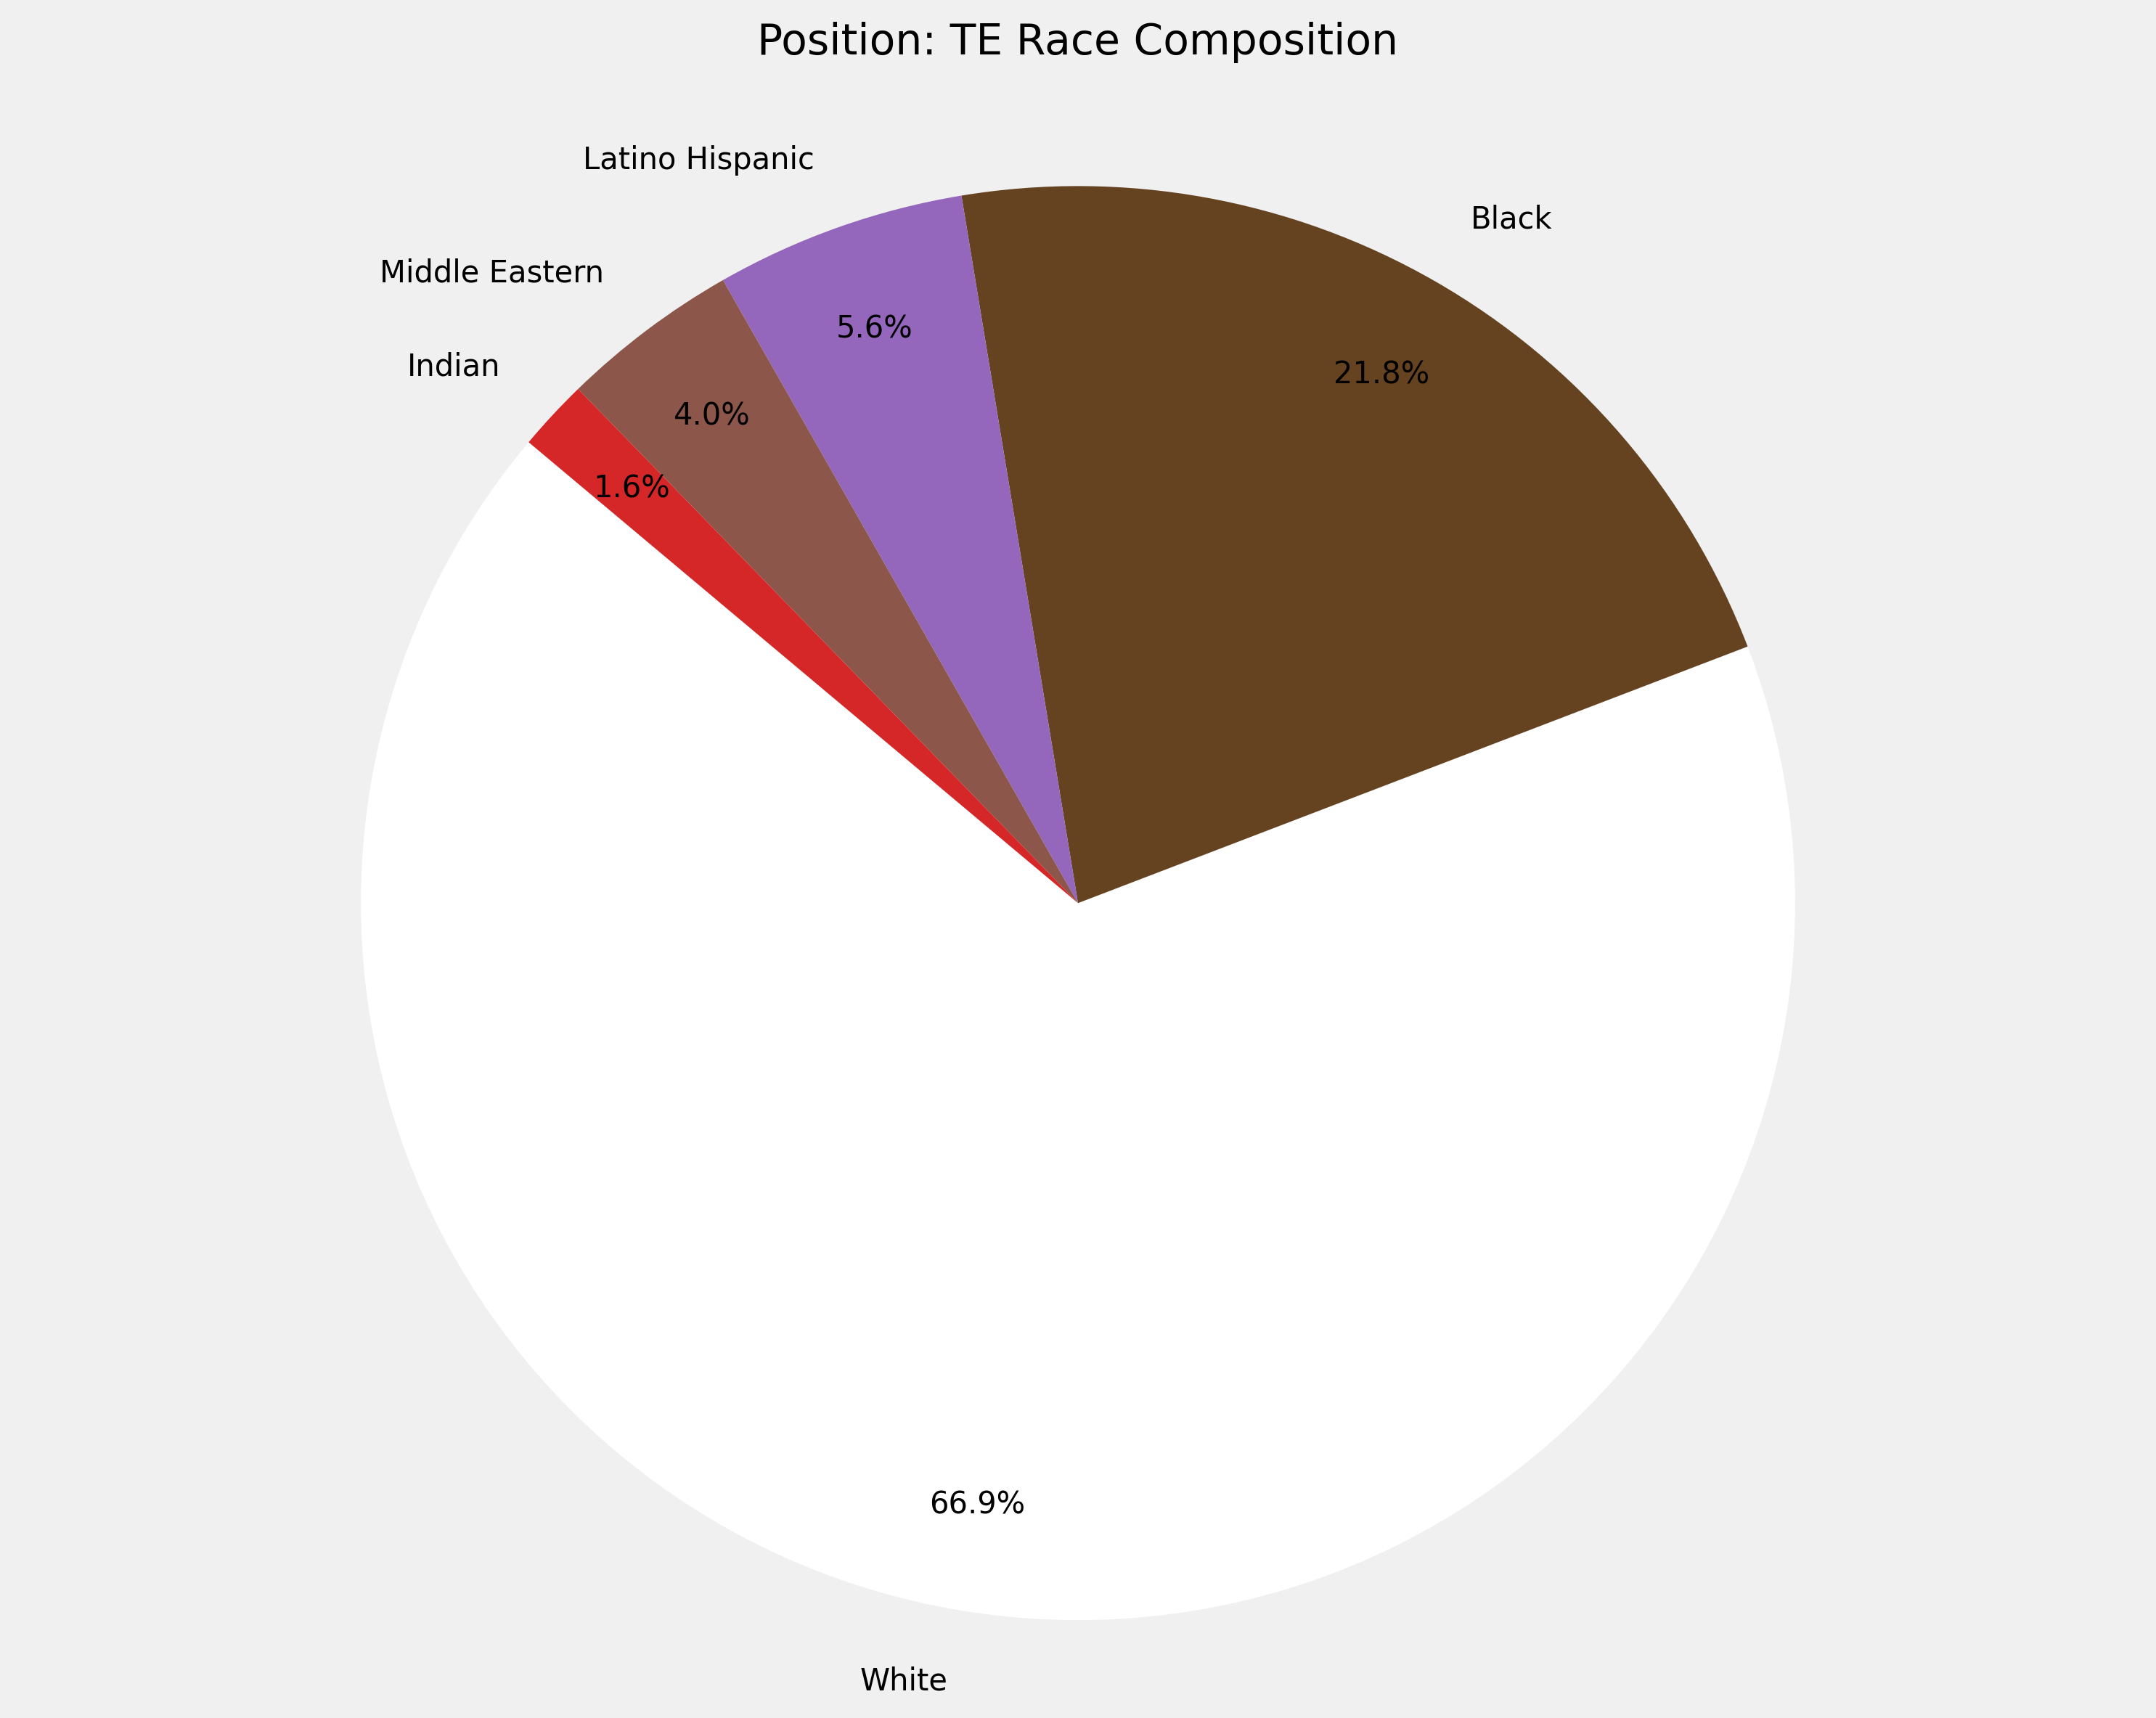 Position: TE Race Composition
Latino Hispanic
Black
Middle Eastern
5.6%
Indian
21.8%
4.0%
1.6%
66.9%
White